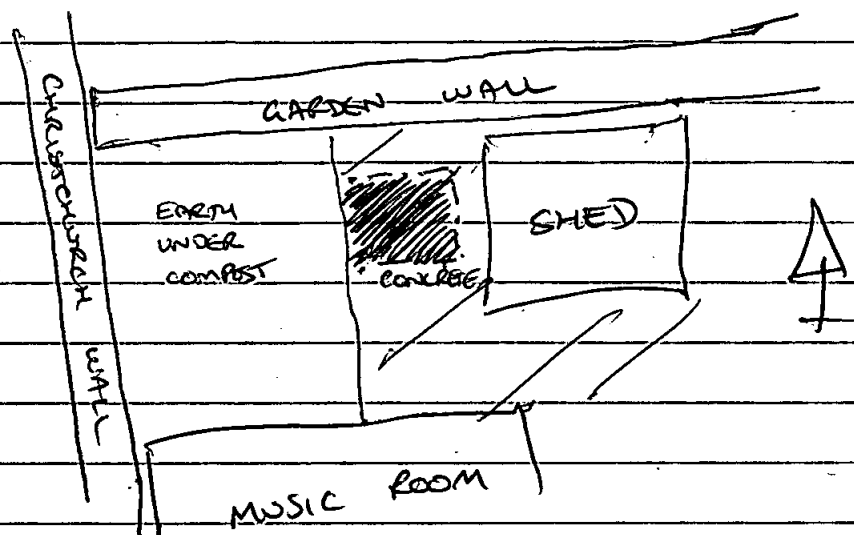 GARDEN WALL
CHRISTCHURCH WALL
EARTH
UNDER
COMPOST
CONCRETE
SHED
MUSIC ROOM